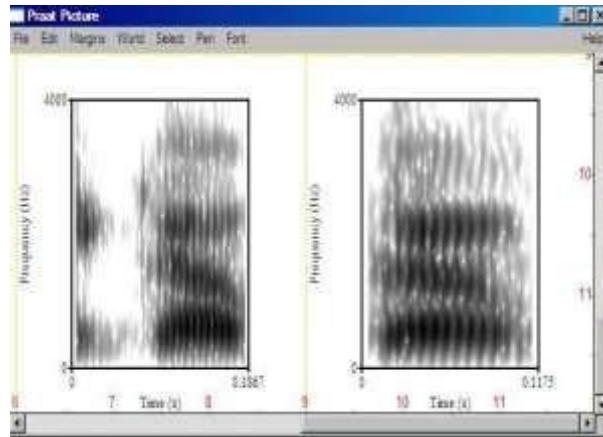 Praat Picture
File Edit Margins World Select Pen Font Help
4000 4000
Frequency (Hz) Frequency (Hz)
10
11
0 0
0 0.1867 0 0.1175
6 7 Time (s) 8 9 10 Time (s) 11